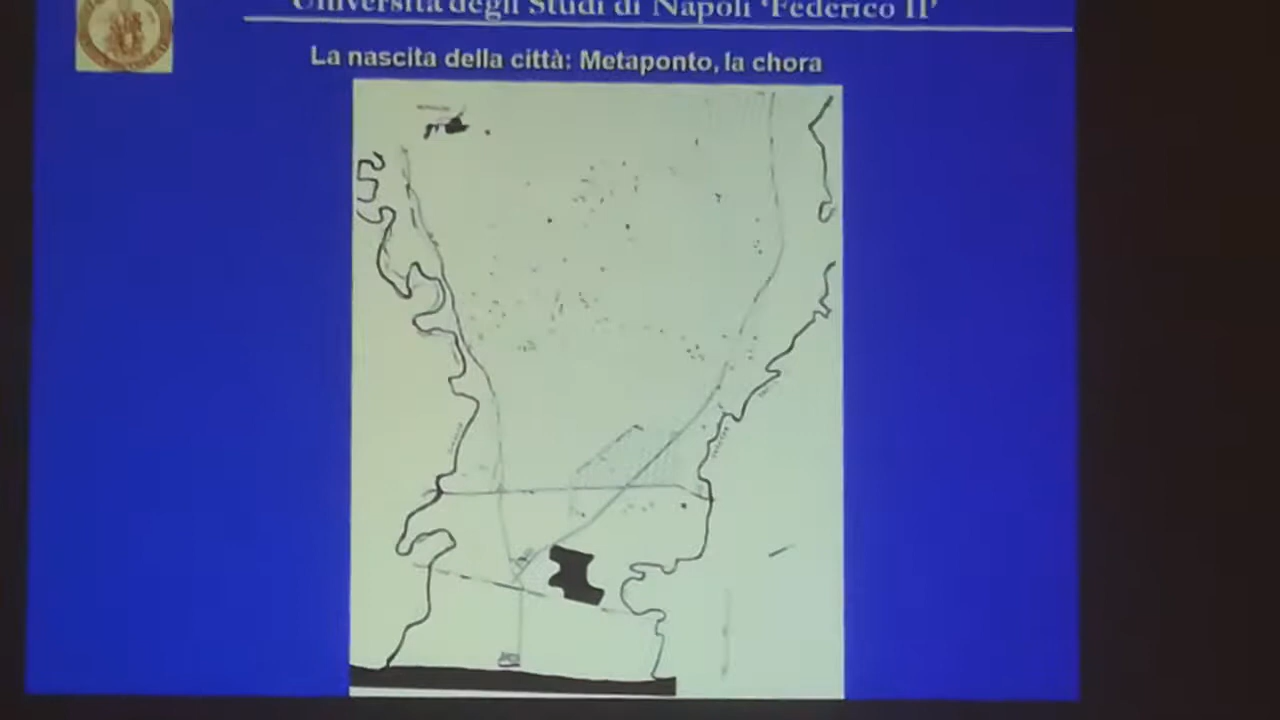 Università degli Studi di Napoli 'Federico II'
La nascita della città: Metaponto, la chora